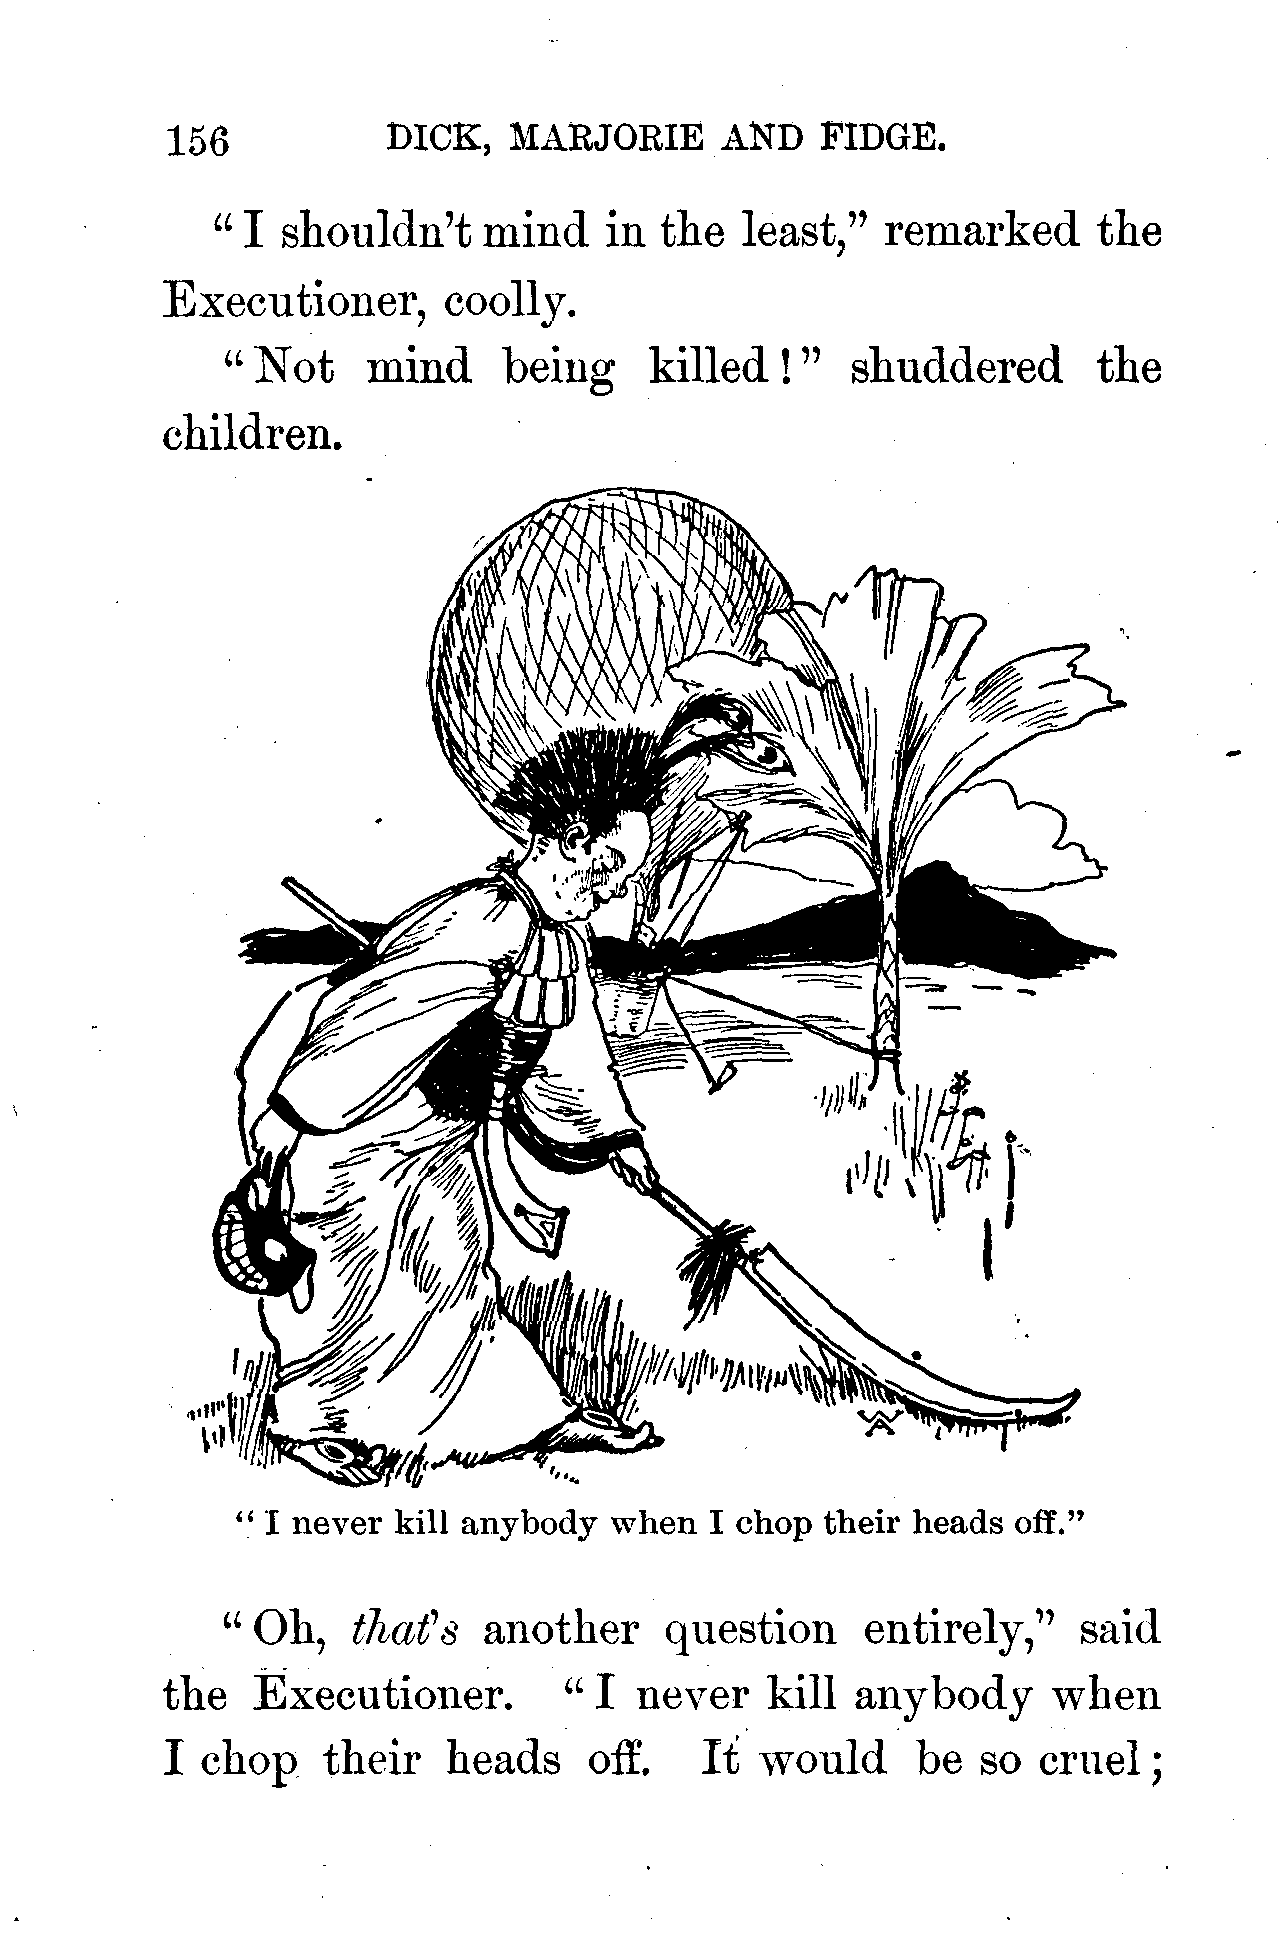 156 DICK, MARJORIE AND FIDGE.
“I shouldn't mind in the least,” remarked the
Executioner, coolly.
“Not mind being killed!” shuddered the
children.
“I never kill anybody when I chop their heads off.”
“Oh, that's another question entirely,” said
the Executioner. “I never kill anybody when
I chop their heads off. It would be so cruel;